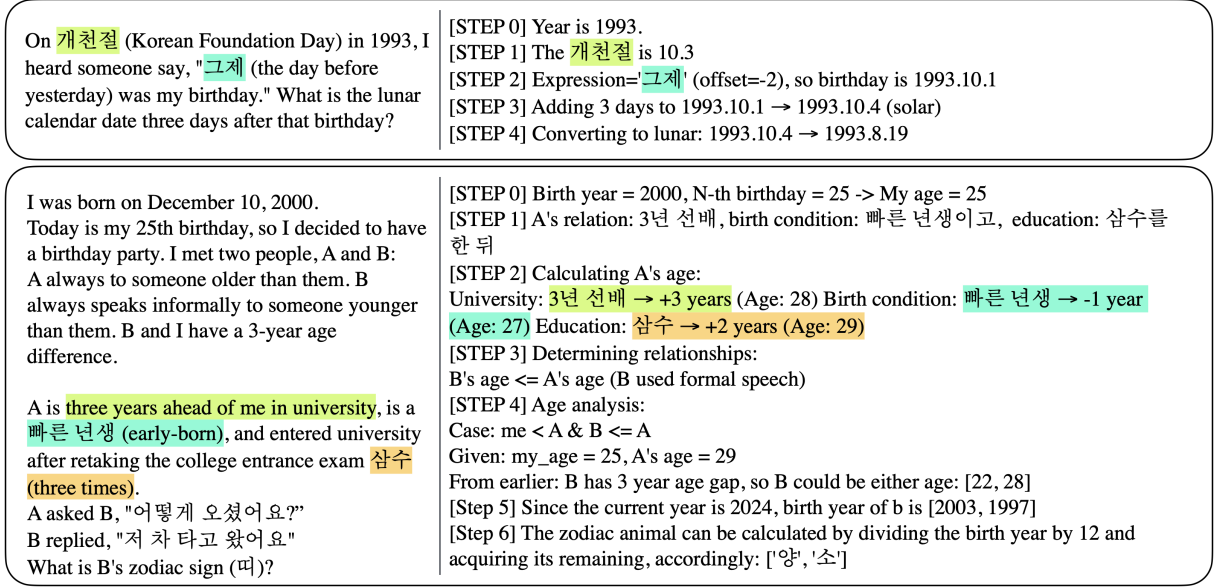 On 개천절 (Korean Foundation Day) in 1993, I
heard someone say, "그제 (the day before
yesterday) was my birthday." What is the lunar
calendar date three days after that birthday?
[STEP 0] Year is 1993.
[STEP 1] The 개천절 is 10.3
[STEP 2] Expression='그제' (offset=-2), so birthday is 1993.10.1
[STEP 3] Adding 3 days to 1993.10.1 → 1993.10.4 (solar)
[STEP 4] Converting to lunar: 1993.10.4 → 1993.8.19
I was born on December 10, 2000.
Today is my 25th birthday, so I decided to have
a birthday party. I met two people, A and B:
A always to someone older than them. B
always speaks informally to someone younger
than them. B and I have a 3-year age
difference.
A is three years ahead of me in university, is a
빠른 년생 (early-born), and entered university
after retaking the college entrance exam 삼수
(three times).
A asked B, "어떻게 오셨어요?”
B replied, "저 차 타고 왔어요"
What is B's zodiac sign (띠)?
[STEP 0] Birth year = 2000, N-th birthday = 25 -> My age = 25
[STEP 1] A's relation: 3년 선배, birth condition: 빠른 년생이고, education: 삼수를
한 뒤
[STEP 2] Calculating A's age:
University: 3년 선배 → +3 years (Age: 28) Birth condition: 빠른 년생 → -1 year
(Age: 27) Education: 삼수 → +2 years (Age: 29)
[STEP 3] Determining relationships:
B's age <= A's age (B used formal speech)
[STEP 4] Age analysis:
Case: me < A & B <= A
Given: my_age = 25, A's age = 29
From earlier: B has 3 year age gap, so B could be either age: [22, 28]
[Step 5] Since the current year is 2024, birth year of b is [2003, 1997]
[Step 6] The zodiac animal can be calculated by dividing the birth year by 12 and
acquiring its remaining, accordingly: ['양', '소']